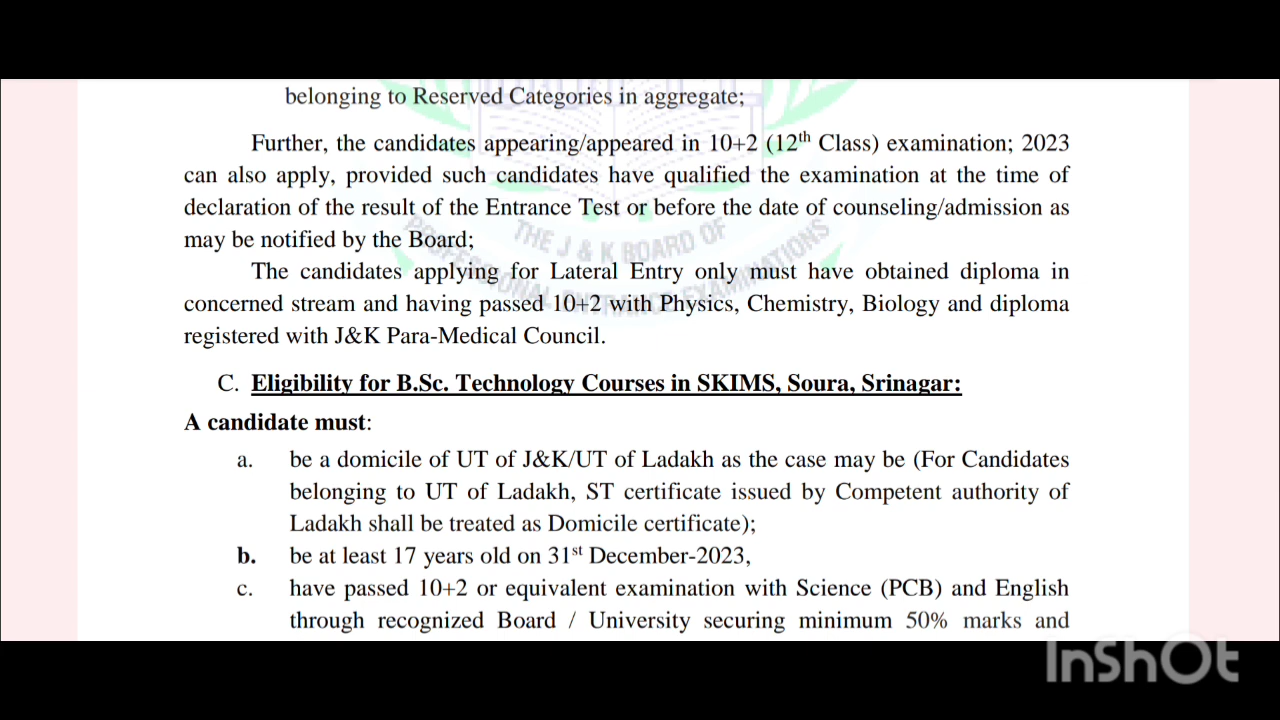 belonging to Reserved Categories in aggregate;
Further, the candidates appearing/appeared in 10+2 (12th Class) examination; 2023
can also apply, provided such candidates have qualified the examination at the time of
declaration of the result of the Entrance Test or before the date of counseling/admission as
may be notified by the Board;
THE J & K BOARD OF
PROFESSIONAL ENTRANCE EXAMINATIONS
The candidates applying for Lateral Entry only must have obtained diploma in
concerned stream and having passed 10+2 with Physics, Chemistry, Biology and diploma
registered with J&K Para-Medical Council.
C. Eligibility for B.Sc. Technology Courses in SKIMS, Soura, Srinagar:
A candidate must:
a. be a domicile of UT of J&K/UT of Ladakh as the case may be (For Candidates
belonging to UT of Ladakh, ST certificate issued by Competent authority of
Ladakh shall be treated as Domicile certificate);
b. be at least 17 years old on 31st December-2023,
c. have passed 10+2 or equivalent examination with Science (PCB) and English
through recognized Board / University securing minimum 50% marks and
InShOt